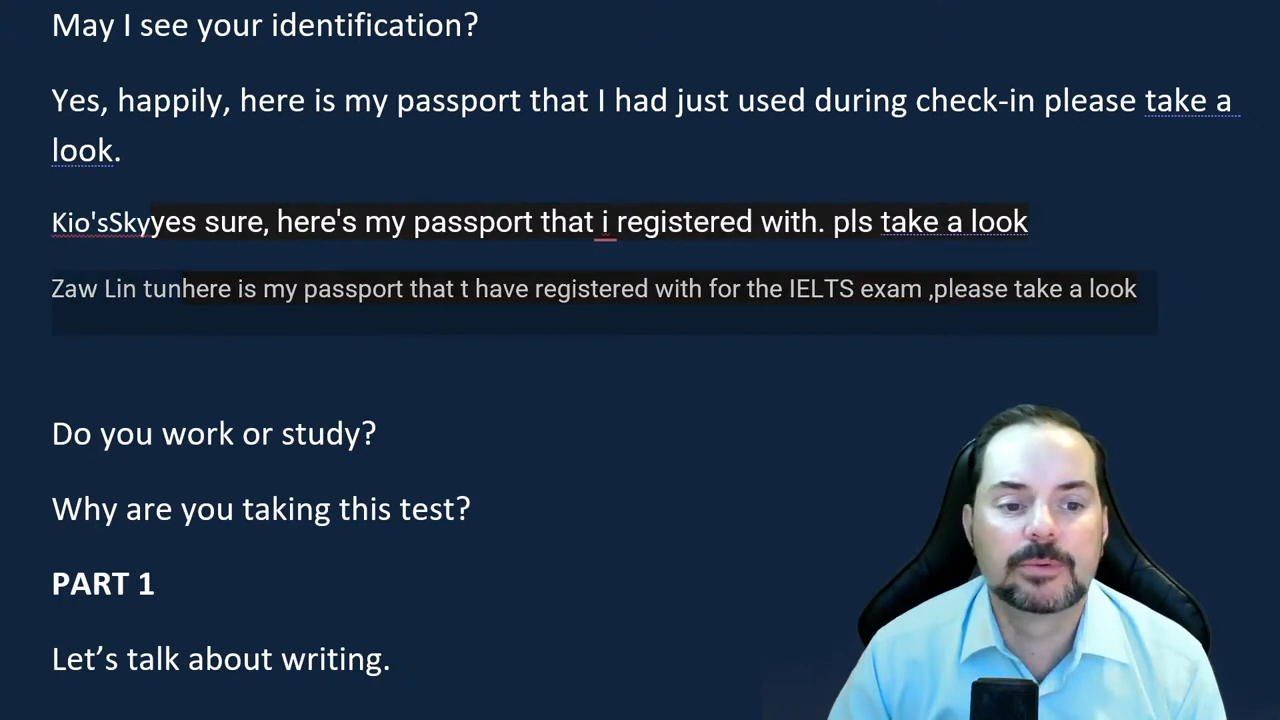 May I see your identification?
Yes, happily, here is my passport that I had just used during check-in please take a
look.
Kio'sSkyyes sure, here's my passport that i registered with. pls take a look
Zaw Lin tunhere is my passport that t have registered with for the IELTS exam ,please take a look
Do you work or study?
Why are you taking this test?
PART 1
Let’s talk about writing.